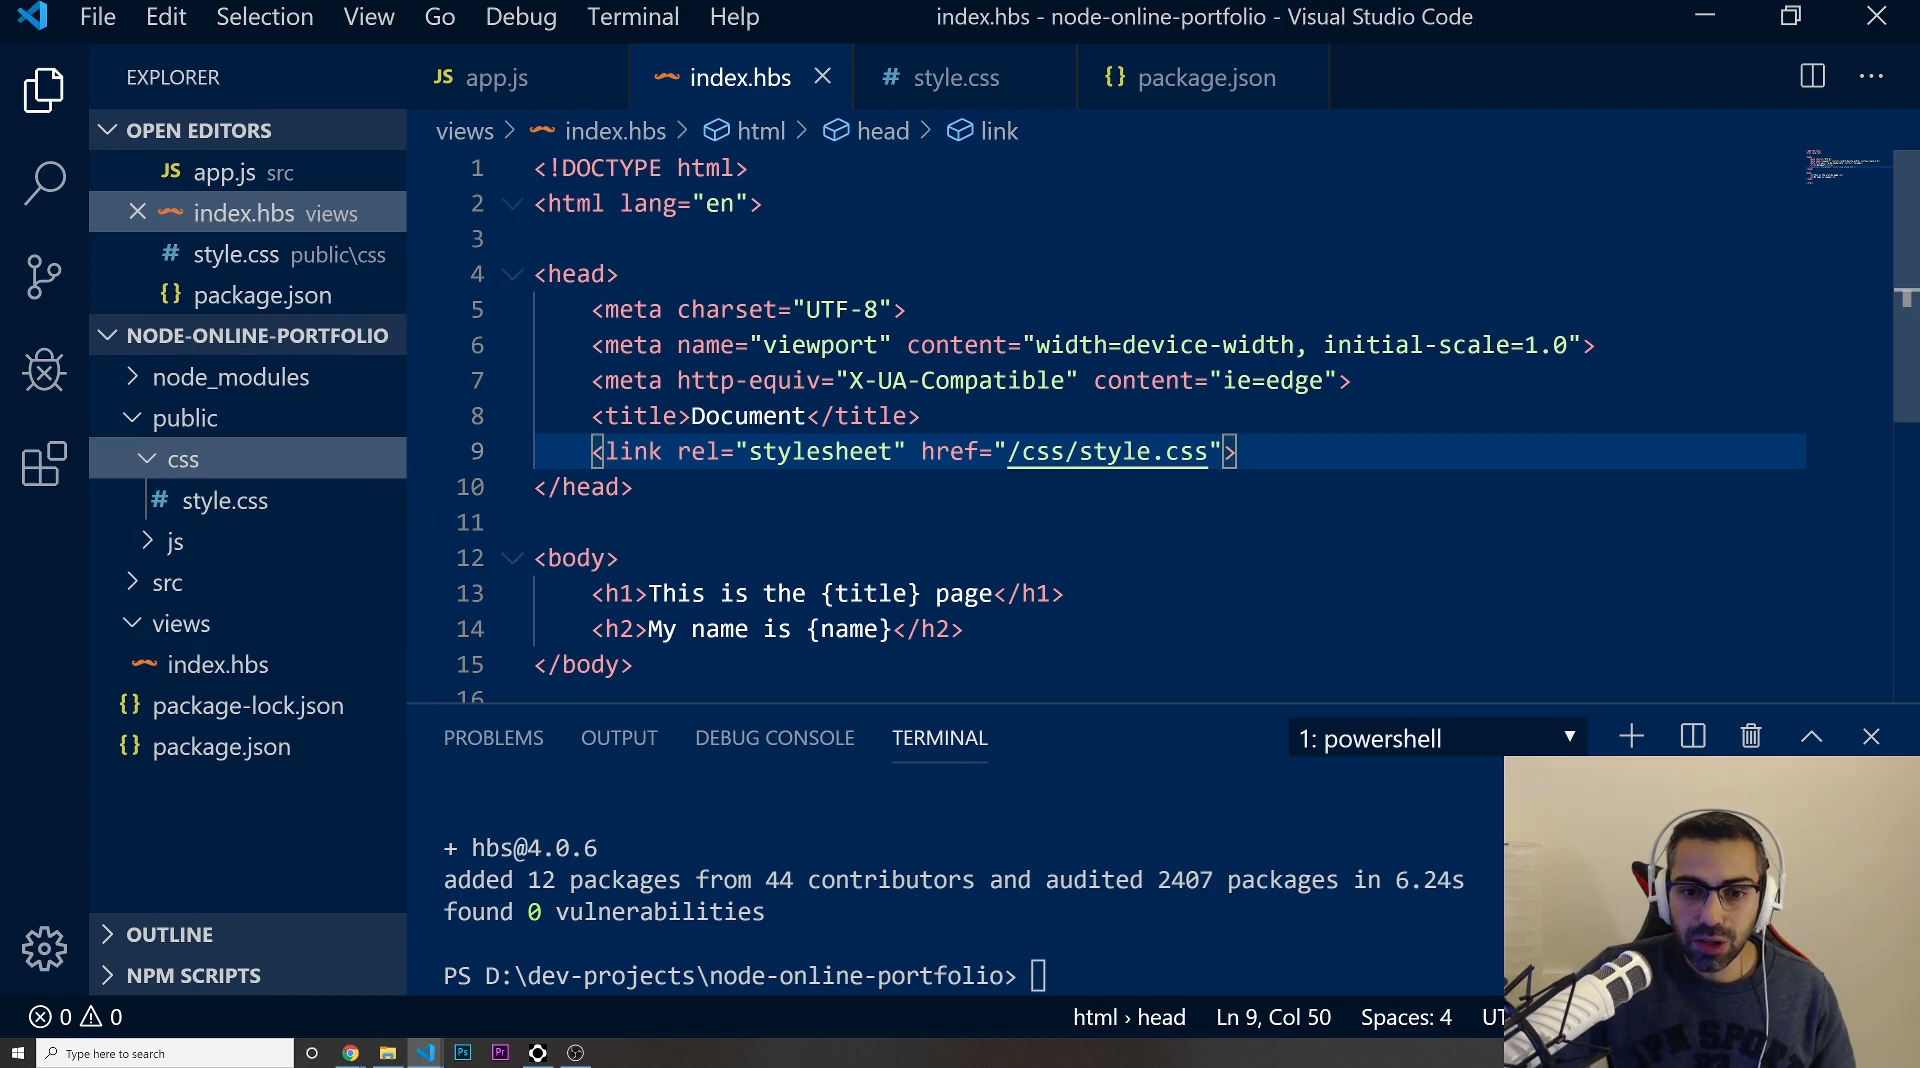 File Edit Selection View Go Debug Terminal Help index.hbs - node-online-portfolio - Visual Studio Code
EXPLORER
JS app.js index.hbs # style.css {} package.json
OPEN EDITORS
JS app.js src
index.hbs views
# style.css public\css
{} package.json
NODE-ONLINE-PORTFOLIO
node_modules
public
css
# style.css
js
src
views
index.hbs
{} package-lock.json
{} package.json
OUTLINE
NPM SCRIPTS
views > index.hbs > html > head > link
1 <!DOCTYPE html>
2 <html lang="en">
3
4 <head>
5 <meta charset="UTF-8">
6 <meta name="viewport" content="width=device-width, initial-scale=1.0">
7 <meta http-equiv="X-UA-Compatible" content="ie=edge">
8 <title>Document</title>
9 <link rel="stylesheet" href="/css/style.css">
10 </head>
11
12 <body>
13 <h1>This is the {title} page</h1>
14 <h2>My name is {name}</h2>
15 </body>
16
PROBLEMS OUTPUT DEBUG CONSOLE TERMINAL 1: powershell
+ hbs@4.0.6
added 12 packages from 44 contributors and audited 2407 packages in 6.24s
found 0 vulnerabilities
PS D:\dev-projects\node-online-portfolio>
0 0 html › head Ln 9, Col 50 Spaces: 4
Type here to search Ps Pr